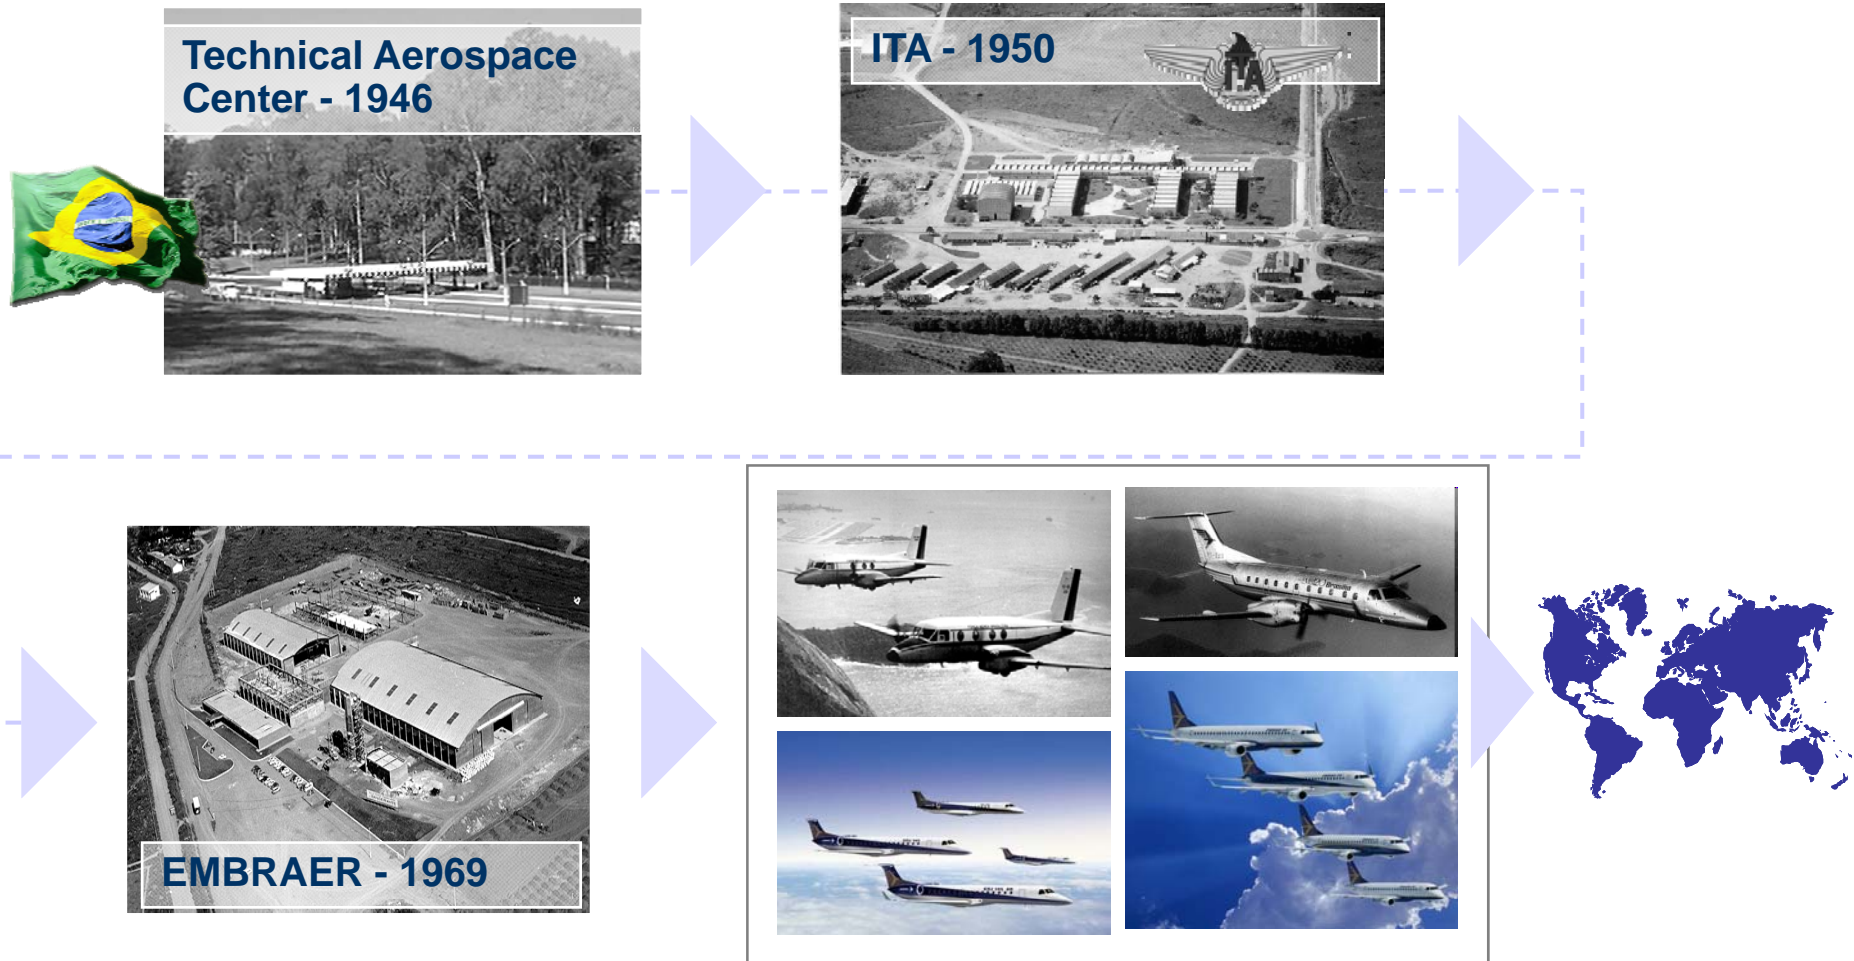 Technical Aerospace
Center - 1946
ITA - 1950
ITA
EMBRAER - 1969